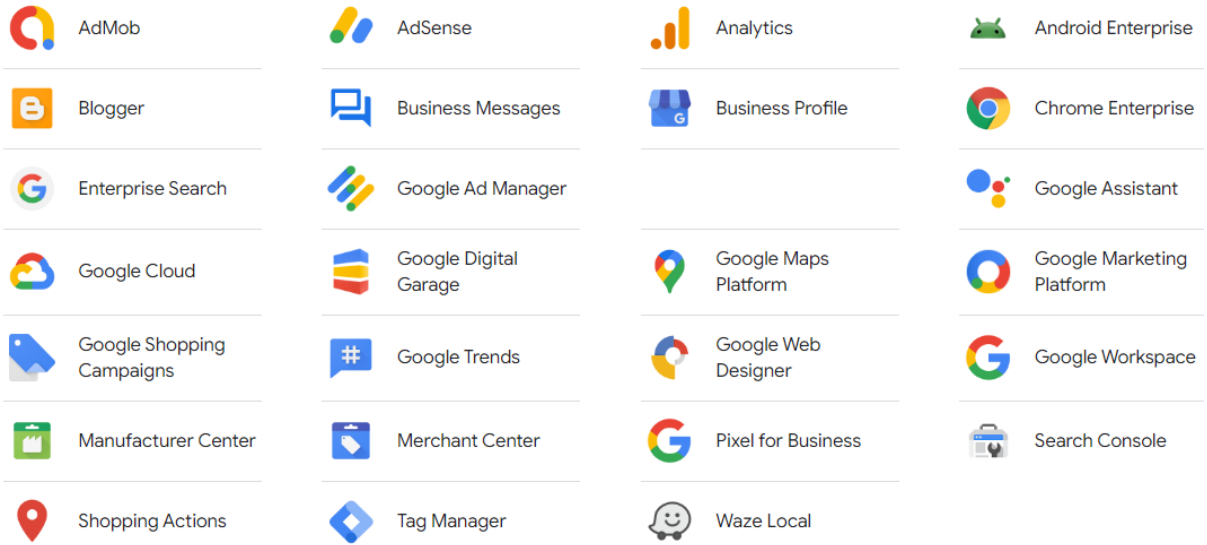 AdMob
AdSense
Analytics
Android Enterprise
Blogger
Business Messages
Business Profile
Chrome Enterprise
Enterprise Search
Google Ad Manager
Google Assistant
Google Cloud
Google Digital
Garage
Google Maps
Platform
Google Marketing
Platform
Google Shopping
Campaigns
Google Trends
Google Web
Designer
Google Workspace
Manufacturer Center
Merchant Center
Pixel for Business
Search Console
Shopping Actions
Tag Manager
Waze Local